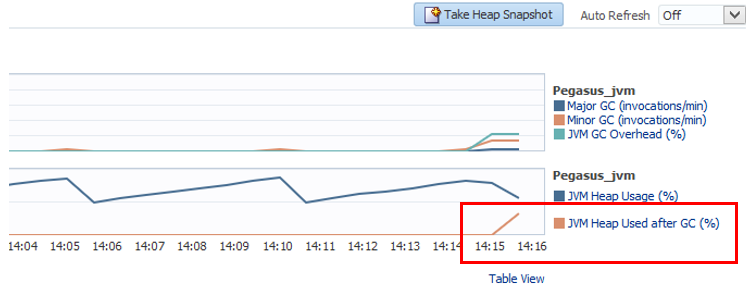 Take Heap Snapshot Auto Refresh Off
Pegasus_jvm
Major GC (invocations/min)
Minor GC (invocations/min)
JVM GC Overhead (%)
Pegasus_jvm
JVM Heap Usage (%)
JVM Heap Used after GC (%)
14:04 14:05 14:06 14:07 14:08 14:09 14:10 14:11 14:12 14:13 14:14 14:15 14:16
Table View